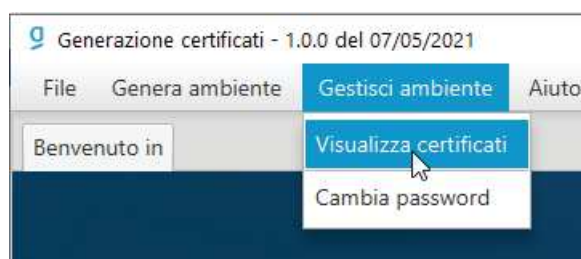 g Generazione certificati - 1.0.0 del 07/05/2021
File Genera ambiente Gestisci ambiente Aiuto
Benvenuto in Visualizza certificati
Cambia password